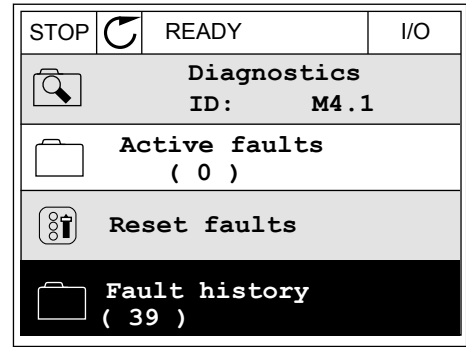 STOP READY I/O
Diagnostics
ID: M4.1
Active faults
( 0 )
Reset faults
Fault history
( 39 )